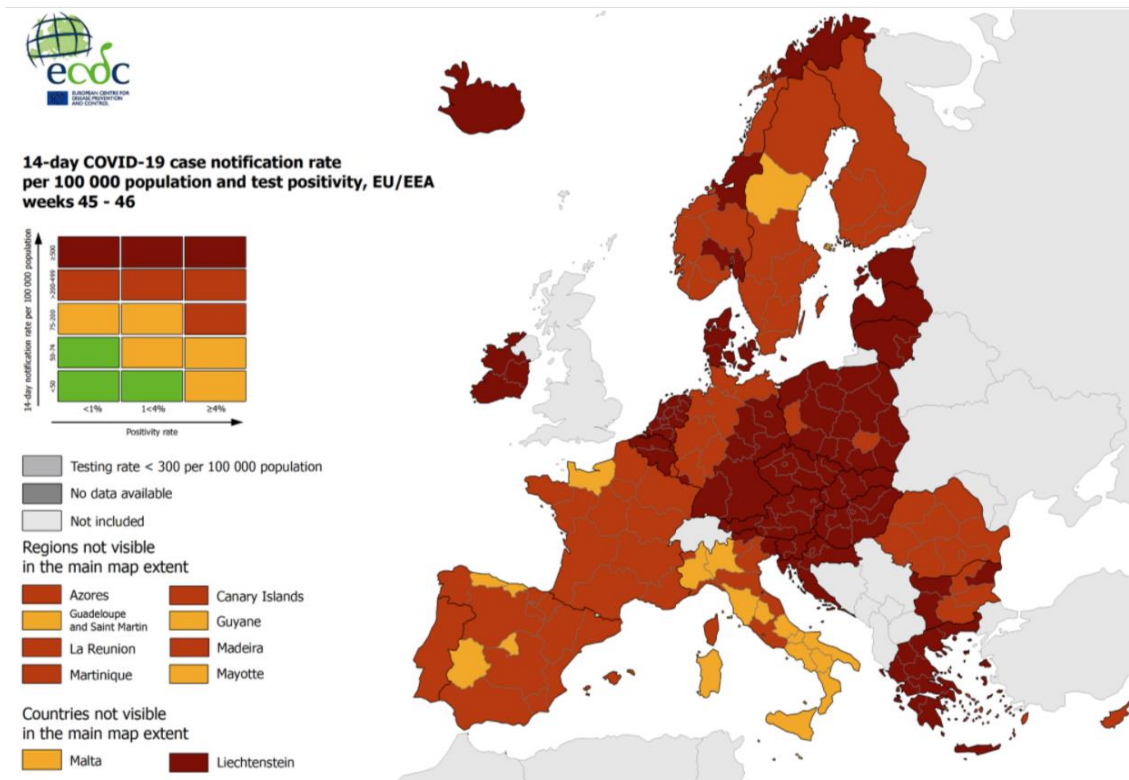 ecdc
EUROPEAN CENTRE FOR
DISEASE PREVENTION
AND CONTROL
14-day COVID-19 case notification rate
per 100 000 population and test positivity, EU/EEA
weeks 45 - 46
14-day notification rate per 100 000 population
≥500
>200-499
75-200
50-74
<50
<1%
1<4%
≥4%
Positivity rate
Testing rate < 300 per 100 000 population
No data available
Not included
Regions not visible
in the main map extent
Azores
Canary Islands
Guadeloupe
and Saint Martin
Guyane
La Reunion
Madeira
Martinique
Mayotte
Countries not visible
in the main map extent
Malta
Liechtenstein